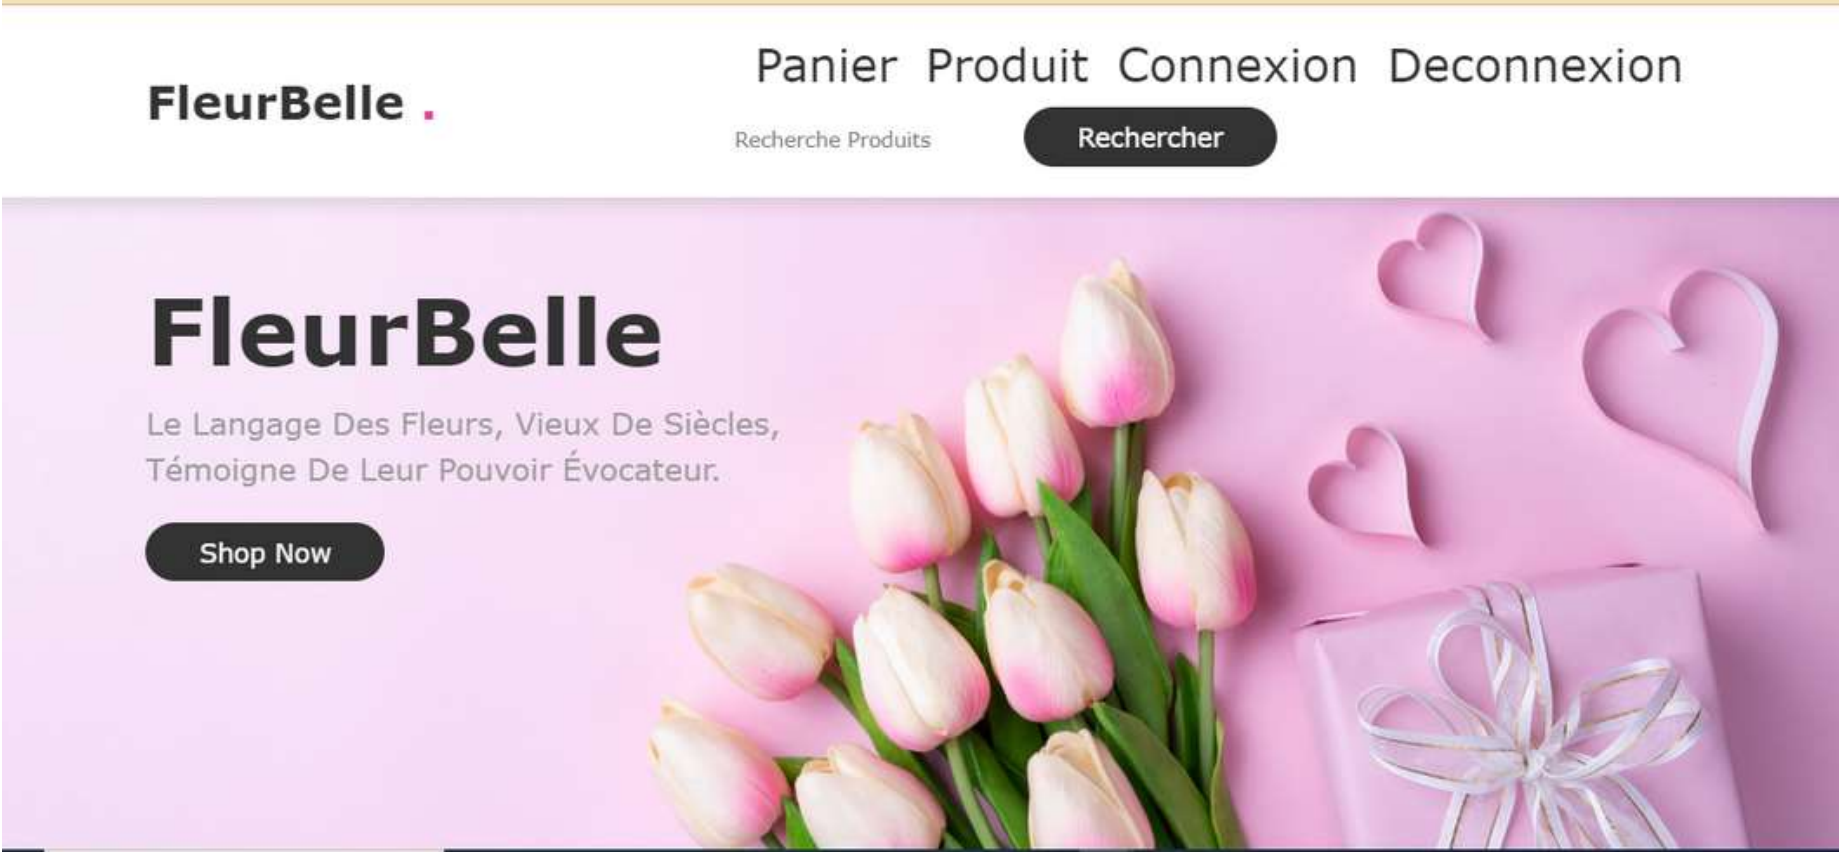 FleurBelle .
Panier Produit Connexion Deconnexion
Recherche Produits
Rechercher
FleurBelle
Le Langage Des Fleurs, Vieux De Siècles,
Témoigne De Leur Pouvoir Évocateur.
Shop Now